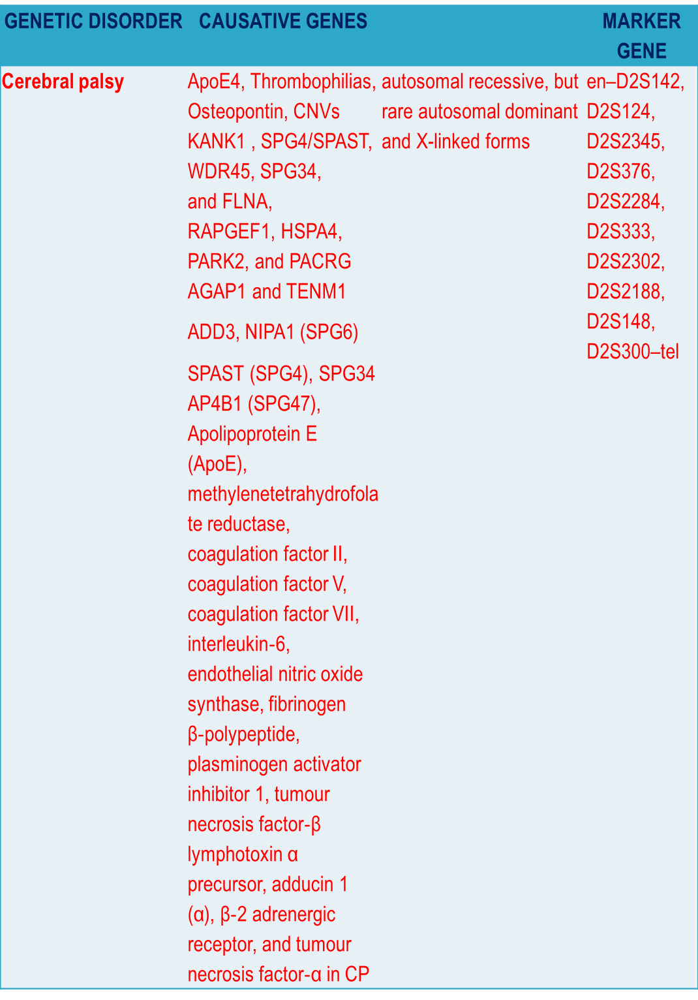 GENETIC DISORDER CAUSATIVE GENES MARKER
GENE
Cerebral palsy
ApoE4, Thrombophilias,
Osteopontin, CNVs
KANK1 , SPG4/SPAST,
WDR45, SPG34,
and FLNA,
RAPGEF1, HSPA4,
PARK2, and PACRG
AGAP1 and TENM1
ADD3, NIPA1 (SPG6)
SPAST (SPG4), SPG34
AP4B1 (SPG47),
Apolipoprotein E
(ApoE),
methylenetetrahydrofola
te reductase,
coagulation factor II,
coagulation factor V,
coagulation factor VII,
interleukin-6,
endothelial nitric oxide
synthase, fibrinogen
β-polypeptide,
plasminogen activator
inhibitor 1, tumour
necrosis factor-β
lymphotoxin α
precursor, adducin 1
(α), β-2 adrenergic
receptor, and tumour
necrosis factor-α in CP
autosomal recessive, but
rare autosomal dominant
and X-linked forms
en–D2S142,
D2S124,
D2S2345,
D2S376,
D2S2284,
D2S333,
D2S2302,
D2S2188,
D2S148,
D2S300–tel